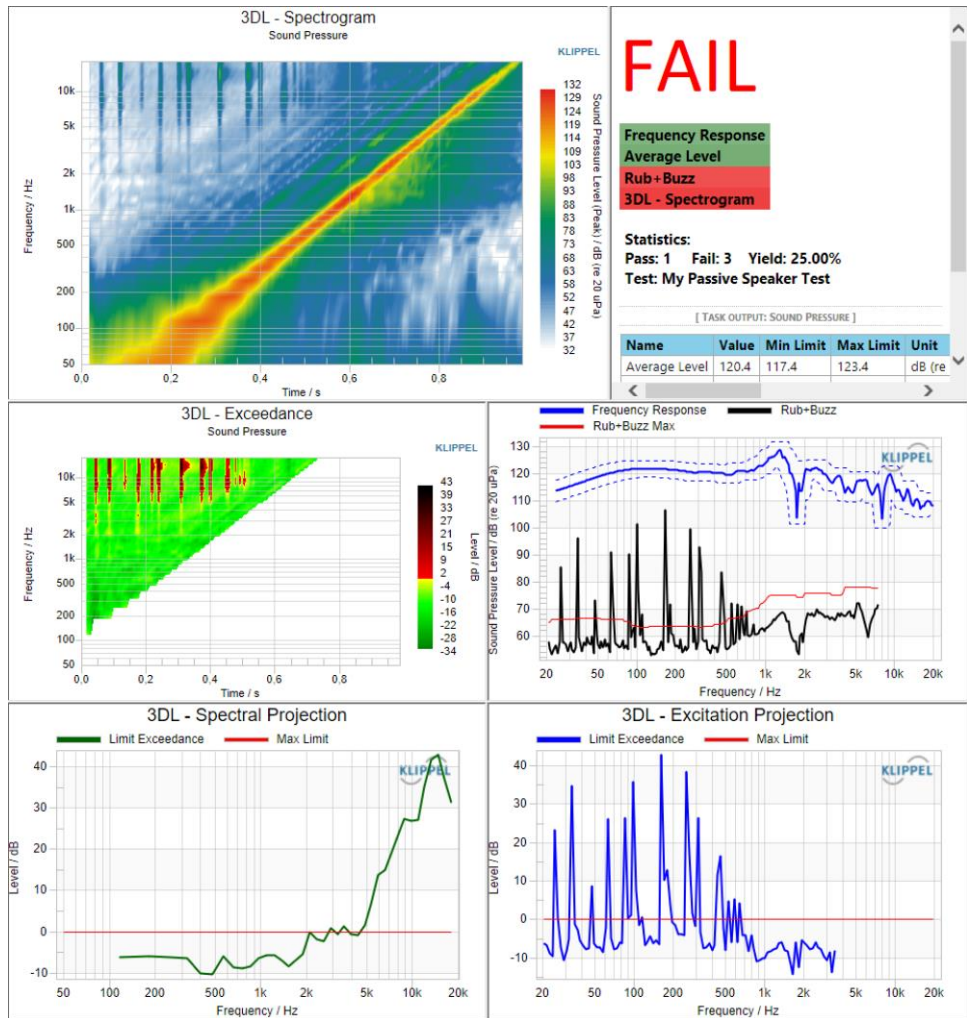 3DL - Spectrogram
Sound Pressure
KLIPPEL
10k
5k
2k
1k
500
200
100
50
Frequency / Hz
0.0 0.2 0.4 0.6 0.8
Time / s
132
129
124
119
114
109
103
98
93
88
83
78
73
68
63
58
52
47
42
37
32
Sound Pressure Level (Peak) / dB (re 20 uPa)
FAIL
Frequency Response
Average Level
Rub+Buzz
3DL - Spectrogram
Statistics:
Pass: 1 Fail: 3 Yield: 25.00%
Test: My Passive Speaker Test
[ TASK OUTPUT: SOUND PRESSURE ]
Name Value Min Limit Max Limit Unit
Average Level 120.4 117.4 123.4 dB (re
3DL - Exceedance
Sound Pressure
KLIPPEL
10k
5k
2k
1k
500
200
100
50
Frequency / Hz
0.0 0.2 0.4 0.6 0.8
Time / s
43
39
33
27
21
15
9
2
-4
-10
-16
-22
-28
-34
Level / dB
Frequency Response Rub+Buzz
Rub+Buzz Max
KLIPPEL
130
120
110
100
90
80
70
60
Sound Pressure Level / dB (re 20 uPa)
20 50 100 200 500 1k 2k 5k 10k 20k
Frequency / Hz
3DL - Spectral Projection
Limit Exceedance Max Limit
KLIPPEL
40
30
20
10
0
-10
Level / dB
50 100 200 500 1k 2k 5k 10k 20k
Frequency / Hz
3DL - Excitation Projection
Limit Exceedance Max Limit
KLIPPEL
40
30
20
10
0
-10
Level / dB
20 50 100 200 500 1k 2k 5k 10k 20k
Frequency / Hz